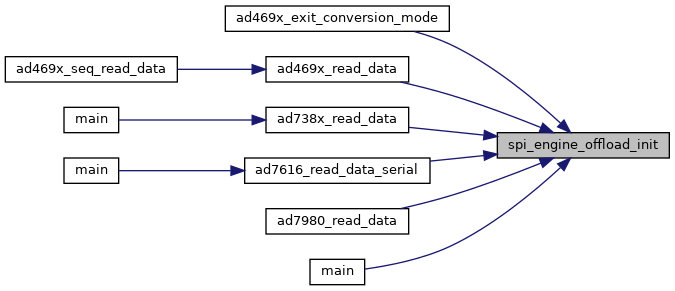 ad469x_exit_conversion_mode
ad469x_seq_read_data
ad469x_read_data
main
ad738x_read_data
spi_engine_offload_init
main
ad7616_read_data_serial
ad7980_read_data
main